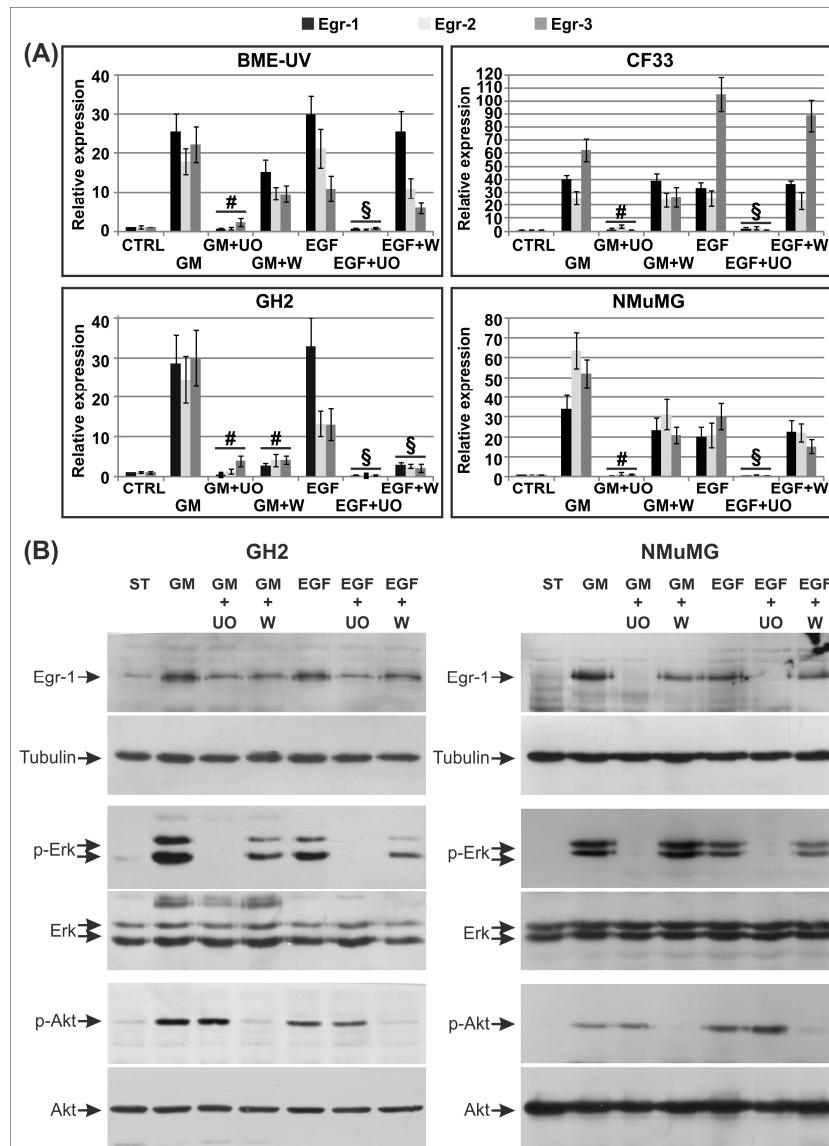 Egr-1 Egr-2 Egr-3
(A)
BME-UV
Relative expression
40
30
20
10
0
CTRL GM+UO EGF EGF+W
GM GM+W EGF+UO
# §
CF33
Relative expression
120
110
100
90
80
70
60
50
40
30
20
10
0
CTRL GM+UO EGF EGF+W
GM GM+W EGF+UO
# §
GH2
Relative expression
40
30
20
10
0
CTRL GM+UO EGF EGF+W
GM GM+W EGF+UO
# # § §
NMuMG
Relative expression
80
70
60
50
40
30
20
10
0
CTRL GM+UO EGF EGF+W
GM GM+W EGF+UO
# §
(B)
GH2
ST GM GM + UO GM + W EGF EGF + UO EGF + W
Egr-1
Tubulin
p-Erk
Erk
p-Akt
Akt
NMuMG
ST GM GM + UO GM + W EGF EGF + UO EGF + W
Egr-1
Tubulin
p-Erk
Erk
p-Akt
Akt